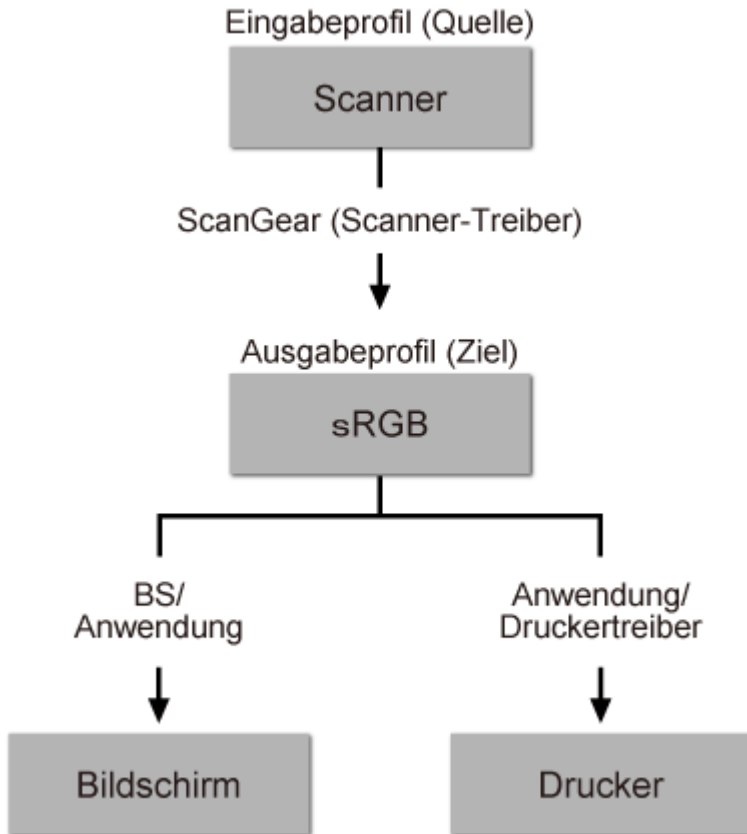 Eingabeprofil (Quelle)
Scanner
ScanGear (Scanner-Treiber)
Ausgabeprofil (Ziel)
sRGB
BS/
Anwendung
Anwendung/
Druckertreiber
Bildschirm
Drucker